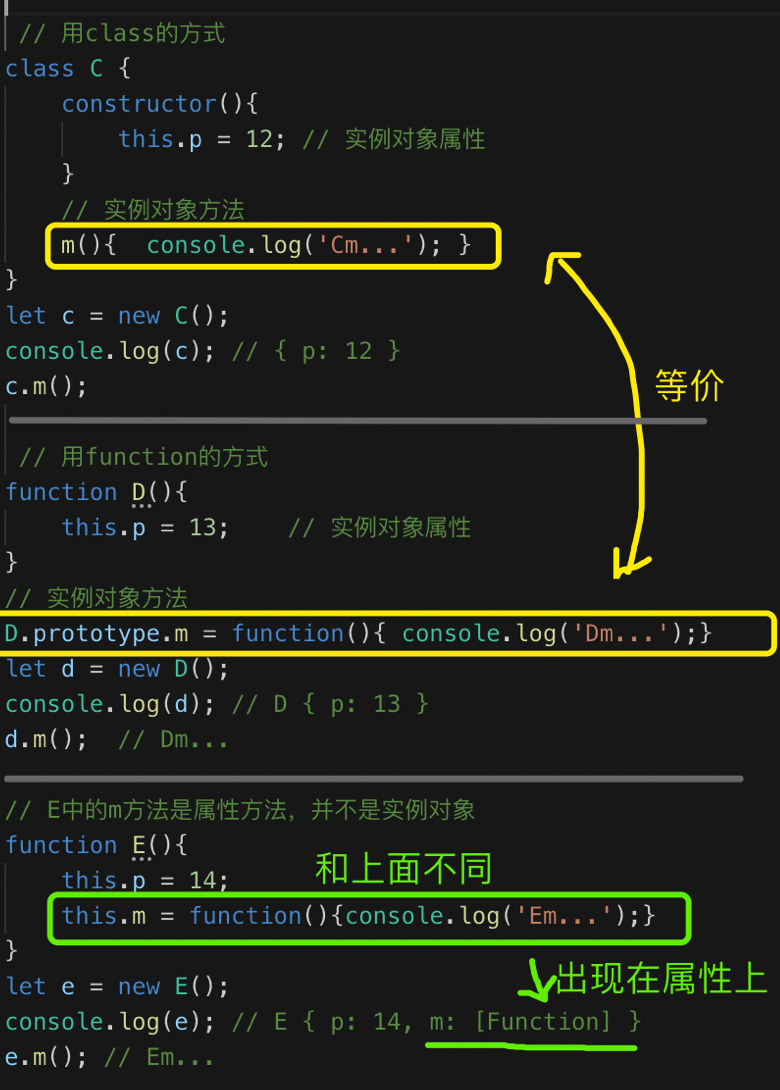 // 用class的方式
class C {
constructor(){
this.p = 12; // 实例对象属性
}
// 实例对象方法
m(){  console.log('Cm...'); }
}
let c = new C();
console.log(c); // { p: 12 }
等价
c.m();
// 用function的方式
function D(){
this.p = 13;    // 实例对象属性
}
// 实例对象方法
D.prototype.m = function(){ console.log('Dm...');}
let d = new D();
console.log(d); // D { p: 13 }
d.m();  // Dm...
// E中的m方法是属性方法，并不是实例对象
function E(){
和上面不同
this.p = 14;
this.m = function(){console.log('Em...');}
}
出现在属性上
let e = new E();
console.log(e); // E { p: 14, m: [Function] }
e.m(); // Em...